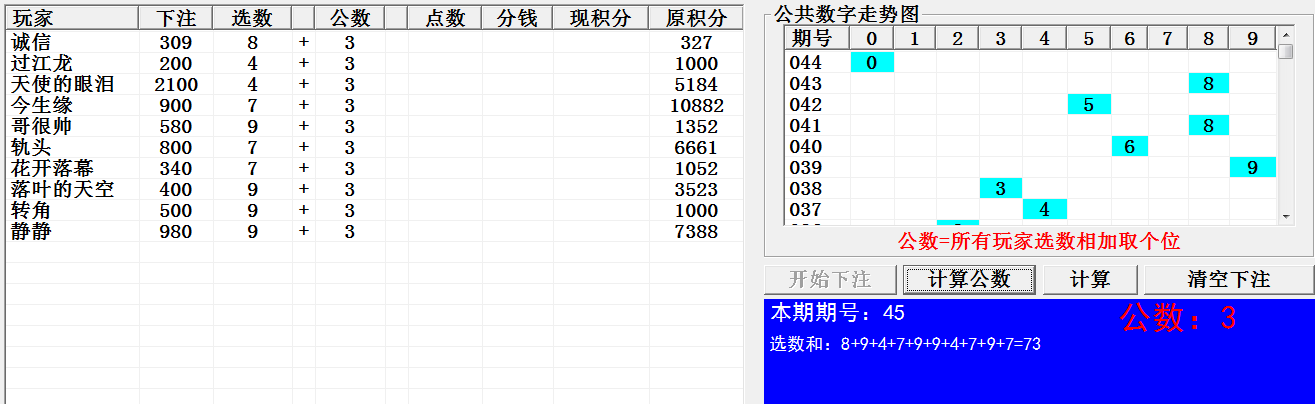 玩家 下注 选数 公数 点数 分钱 现积分 原积分
诚信 309 8 + 3 327
过江龙 200 4 + 3 1000
天使的眼泪 2100 4 + 3 5184
今生缘 900 7 + 3 10882
哥很帅 580 9 + 3 1352
轨头 800 7 + 3 6661
花开落幕 340 7 + 3 1052
落叶的天空 400 9 + 3 3523
转角 500 9 + 3 1000
静静 980 9 + 3 7388
公共数字走势图
期号 0 1 2 3 4 5 6 7 8 9
044 0
043 8
042 5
041 8
040 6
039 9
038 3
037 4
公数=所有玩家选数相加取个位
开始下注 计算公数 计算 清空下注
本期期号：45 公数：3
选数和：8+9+4+7+9+9+4+7+9+7=73